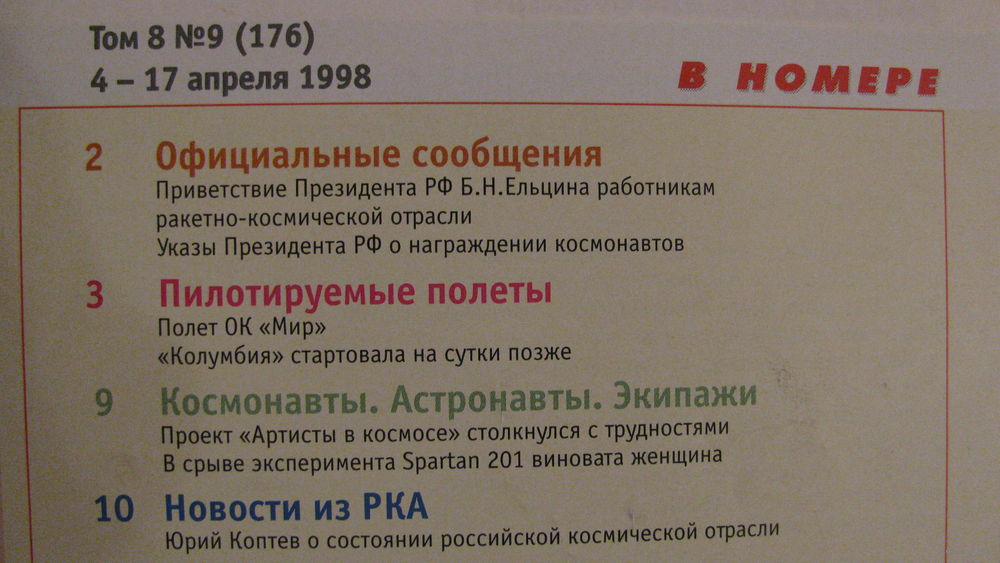 Том 8 №9 (176)
4 – 17 апреля 1998
В НОМЕРЕ
2 Официальные сообщения
Приветствие Президента РФ Б.Н.Ельцина работникам
ракетно-космической отрасли
Указы Президента РФ о награждении космонавтов
3 Пилотируемые полеты
Полет ОК «Мир»
«Колумбия» стартовала на сутки позже
9 Космонавты. Астронавты. Экипажи
Проект «Артисты в космосе» столкнулся с трудностями
В срыве эксперимента Spartan 201 виновата женщина
10 Новости из РКА
Юрий Коптев о состоянии российской космической отрасли